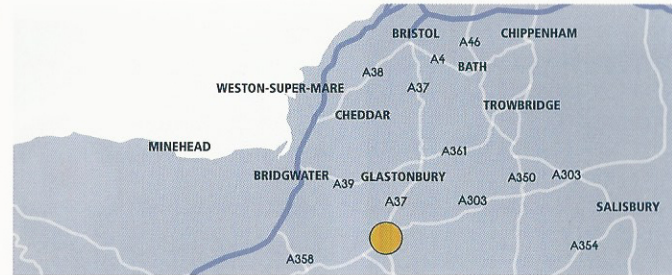 BRISTOL
A46
CHIPPENHAM
A4
BATH
A38
WESTON-SUPER-MARE
A37
TROWBRIDGE
CHEDDAR
MINEHEAD
A361
BRIDGWATER
A39
GLASTONBURY
A350
A303
A37
A303
SALISBURY
A354
A358